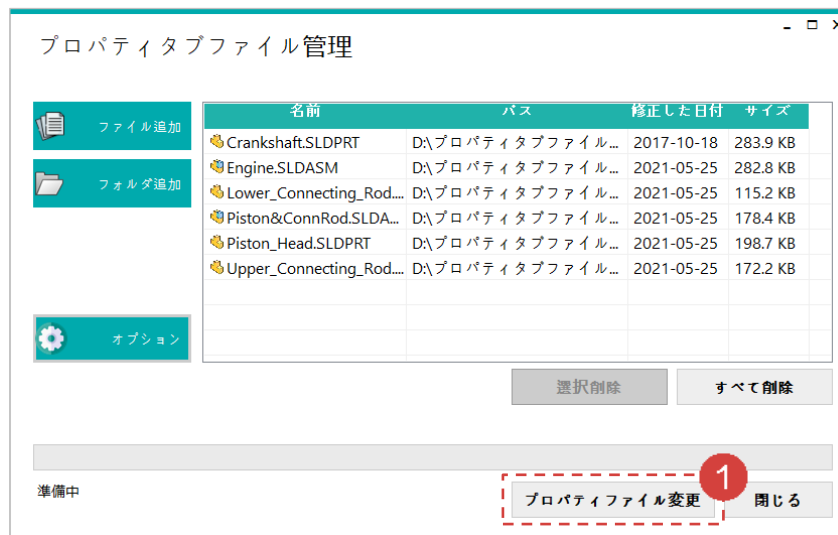 プロパティタブファイル管理
ファイル追加
フォルダ追加
オプション
名前 パス 修正した日付 サイズ
Crankshaft.SLDPRT D:\プロパティタブファイル... 2017-10-18 283.9 KB
Engine.SLDASM D:\プロパティタブファイル... 2021-05-25 282.8 KB
Lower_Connecting_Rod.... D:\プロパティタブファイル... 2021-05-25 115.2 KB
Piston&ConnRod.SLDA... D:\プロパティタブファイル... 2021-05-25 178.4 KB
Piston_Head.SLDPRT D:\プロパティタブファイル... 2021-05-25 198.7 KB
Upper_Connecting_Rod.... D:\プロパティタブファイル... 2021-05-25 172.2 KB
選択削除 すべて削除
準備中
1
プロパティファイル変更 閉じる